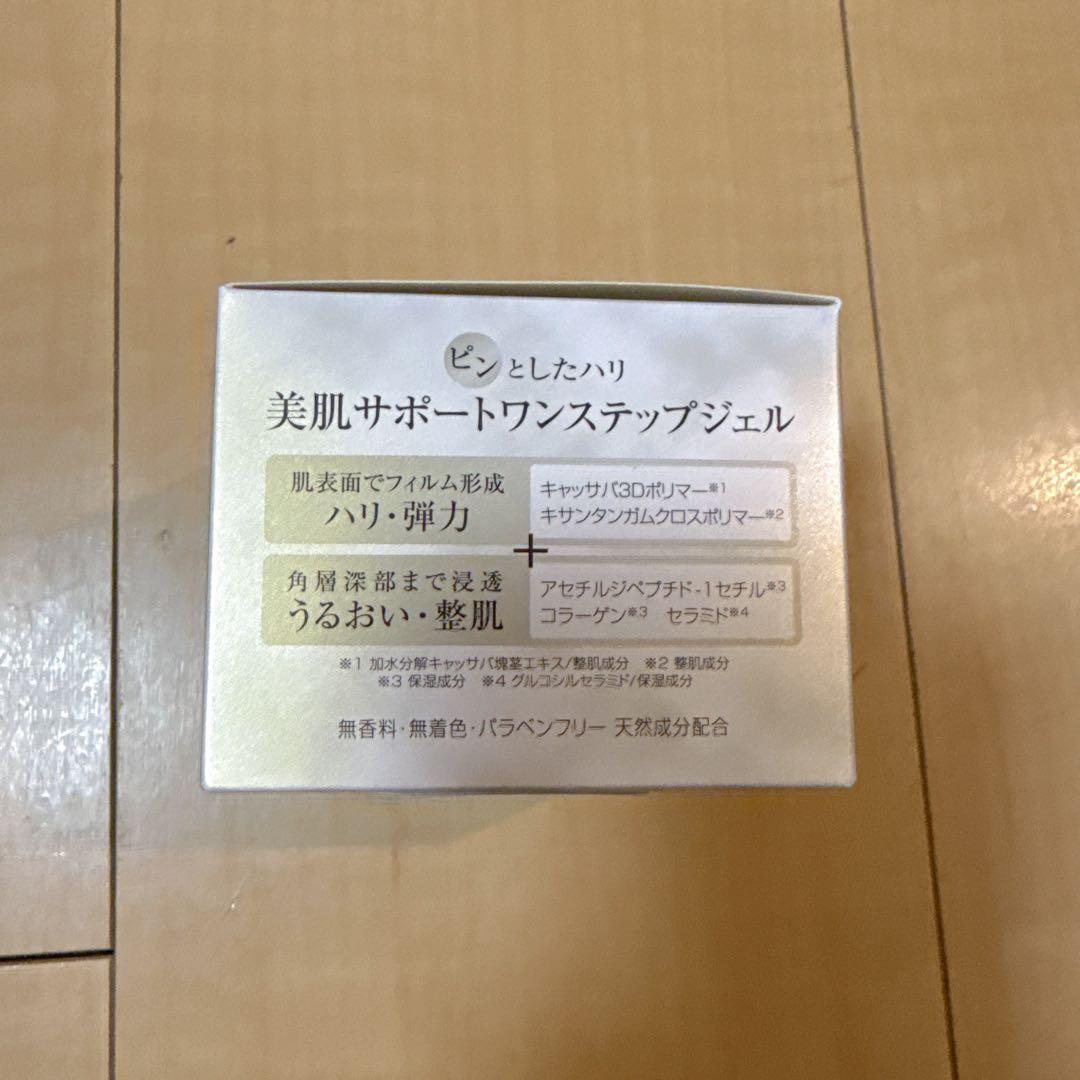 ピンとしたハリ
美肌サポートワンステップジェル
肌表面でフィルム形成
ハリ・弾力
キャッサバ3Dポリマー※1
キサンタンガムクロスポリマー※2
+
角層深部まで浸透
うるおい・整肌
アセチルジペプチド-1セチル※3
コラーゲン※3 セラミド※4
※1 加水分解キャッサバ塊茎エキス/整肌成分 ※2 整肌成分
※3 保湿成分 ※4 グルコシルセラミド/保湿成分
無香料・無着色・パラベンフリー 天然成分配合